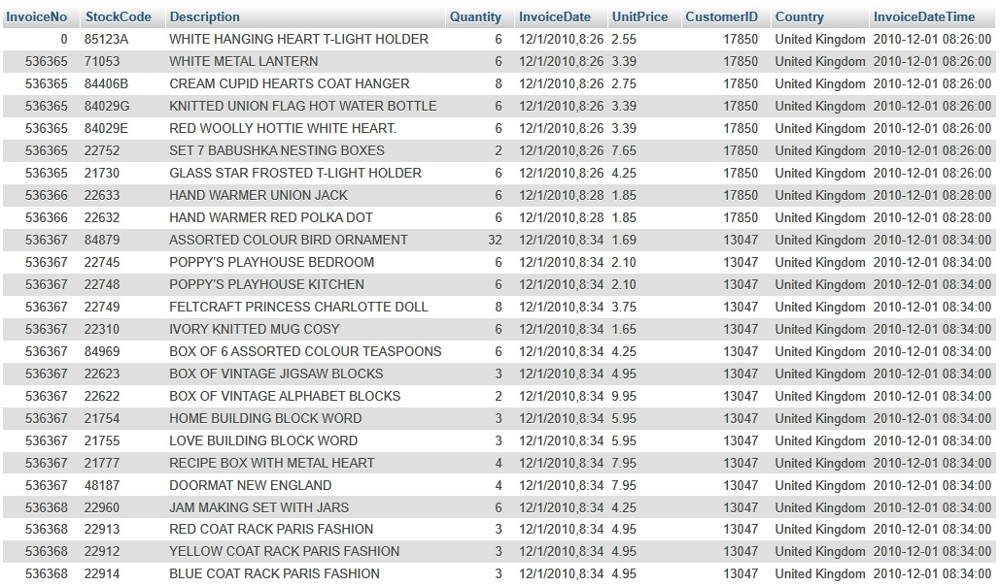 InvoiceNo StockCode Description Quantity InvoiceDate UnitPrice CustomerID Country InvoiceDateTime
0 85123A WHITE HANGING HEART T-LIGHT HOLDER 6 12/1/2010,8:26 2.55 17850 United Kingdom 2010-12-01 08:26:00
536365 71053 WHITE METAL LANTERN 6 12/1/2010,8:26 3.39 17850 United Kingdom 2010-12-01 08:26:00
536365 84406B CREAM CUPID HEARTS COAT HANGER 8 12/1/2010,8:26 2.75 17850 United Kingdom 2010-12-01 08:26:00
536365 84029G KNITTED UNION FLAG HOT WATER BOTTLE 6 12/1/2010,8:26 3.39 17850 United Kingdom 2010-12-01 08:26:00
536365 84029E RED WOOLLY HOTTIE WHITE HEART. 6 12/1/2010,8:26 3.39 17850 United Kingdom 2010-12-01 08:26:00
536365 22752 SET 7 BABUSHKA NESTING BOXES 2 12/1/2010,8:26 7.65 17850 United Kingdom 2010-12-01 08:26:00
536365 21730 GLASS STAR FROSTED T-LIGHT HOLDER 6 12/1/2010,8:26 4.25 17850 United Kingdom 2010-12-01 08:26:00
536366 22633 HAND WARMER UNION JACK 6 12/1/2010,8:28 1.85 17850 United Kingdom 2010-12-01 08:28:00
536366 22632 HAND WARMER RED POLKA DOT 6 12/1/2010,8:28 1.85 17850 United Kingdom 2010-12-01 08:28:00
536367 84879 ASSORTED COLOUR BIRD ORNAMENT 32 12/1/2010,8:34 1.69 13047 United Kingdom 2010-12-01 08:34:00
536367 22745 POPPY'S PLAYHOUSE BEDROOM 6 12/1/2010,8:34 2.10 13047 United Kingdom 2010-12-01 08:34:00
536367 22748 POPPY'S PLAYHOUSE KITCHEN 6 12/1/2010,8:34 2.10 13047 United Kingdom 2010-12-01 08:34:00
536367 22749 FELTCRAFT PRINCESS CHARLOTTE DOLL 8 12/1/2010,8:34 3.75 13047 United Kingdom 2010-12-01 08:34:00
536367 22310 IVORY KNITTED MUG COSY 6 12/1/2010,8:34 1.65 13047 United Kingdom 2010-12-01 08:34:00
536367 84969 BOX OF 6 ASSORTED COLOUR TEASPOONS 6 12/1/2010,8:34 4.25 13047 United Kingdom 2010-12-01 08:34:00
536367 22623 BOX OF VINTAGE JIGSAW BLOCKS 3 12/1/2010,8:34 4.95 13047 United Kingdom 2010-12-01 08:34:00
536367 22622 BOX OF VINTAGE ALPHABET BLOCKS 2 12/1/2010,8:34 9.95 13047 United Kingdom 2010-12-01 08:34:00
536367 21754 HOME BUILDING BLOCK WORD 3 12/1/2010,8:34 5.95 13047 United Kingdom 2010-12-01 08:34:00
536367 21755 LOVE BUILDING BLOCK WORD 3 12/1/2010,8:34 5.95 13047 United Kingdom 2010-12-01 08:34:00
536367 21777 RECIPE BOX WITH METAL HEART 4 12/1/2010,8:34 7.95 13047 United Kingdom 2010-12-01 08:34:00
536367 48187 DOORMAT NEW ENGLAND 4 12/1/2010,8:34 7.95 13047 United Kingdom 2010-12-01 08:34:00
536368 22960 JAM MAKING SET WITH JARS 6 12/1/2010,8:34 4.25 13047 United Kingdom 2010-12-01 08:34:00
536368 22913 RED COAT RACK PARIS FASHION 3 12/1/2010,8:34 4.95 13047 United Kingdom 2010-12-01 08:34:00
536368 22912 YELLOW COAT RACK PARIS FASHION 3 12/1/2010,8:34 4.95 13047 United Kingdom 2010-12-01 08:34:00
536368 22914 BLUE COAT RACK PARIS FASHION 3 12/1/2010,8:34 4.95 13047 United Kingdom 2010-12-01 08:34:00